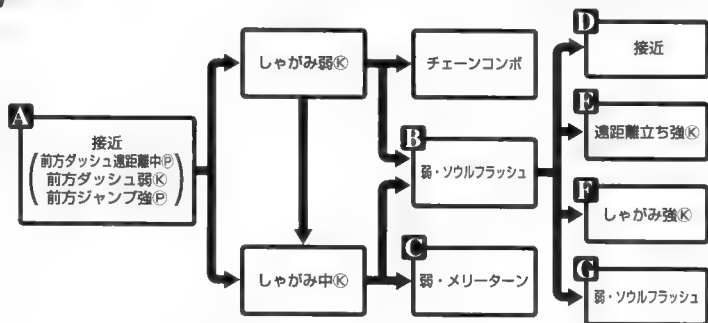 A
接近
(前方ダッシュ遠距離中Ⓟ
前方ダッシュ弱Ⓚ
前方ジャンプ強Ⓟ)
しゃがみ弱Ⓚ
しゃがみ中Ⓚ
チェーンコンボ
B
弱・ソウルフラッシュ
C
弱・メリーターン
D
接近
E
遠距離立ち強Ⓚ
F
しゃがみ強Ⓚ
G
弱・ソウルフラッシュ